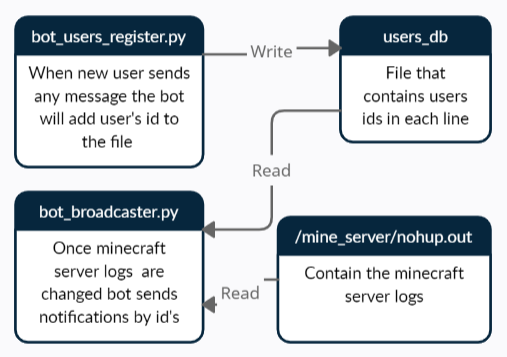 bot_users_register.py
When new user sends
any message the bot
will add user's id to
the file
Write
users_db
File that
contains users
ids in each line
Read
bot_broadcaster.py
Once minecraft
server logs are
changed bot sends
notifications by id's
Read
/mine_server/nohup.out
Contain the minecraft
server logs